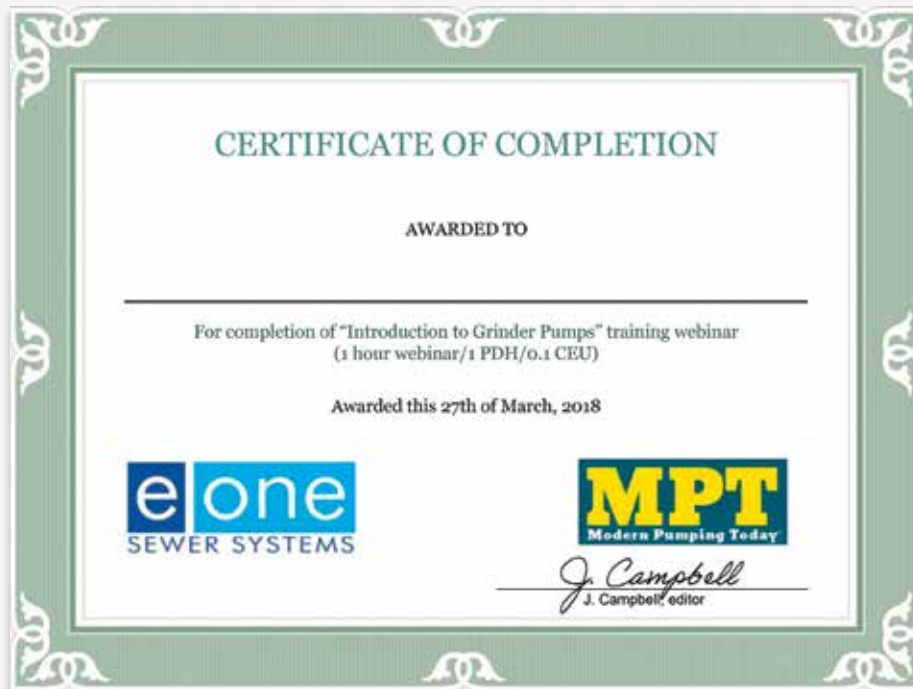 CERTIFICATE OF COMPLETION
AWARDED TO
For completion of “Introduction to Grinder Pumps” training webinar
(1 hour webinar/1 PDH/0.1 CEU)
Awarded this 27th of March, 2018
e one
SEWER SYSTEMS
MPT
Modern Pumping Today
J. Campbell
J. Campbell, editor